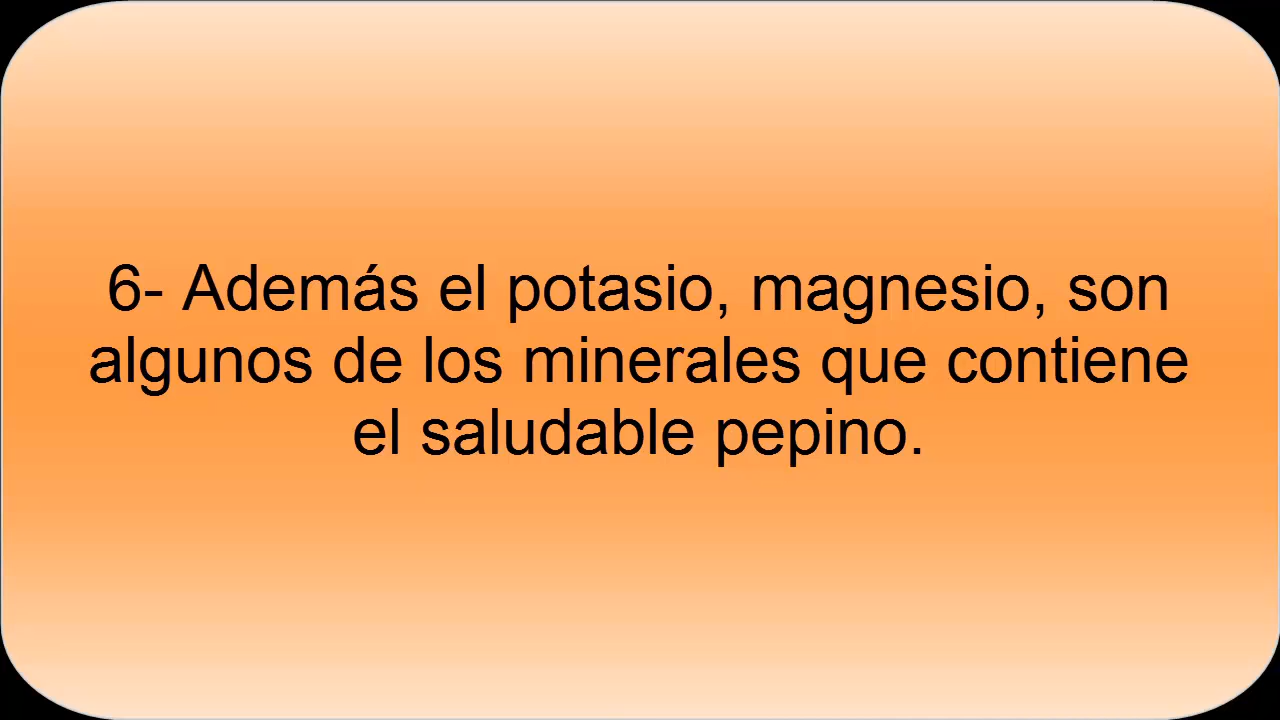 6- Además el potasio, magnesio, son
algunos de los minerales que contiene
el saludable pepino.